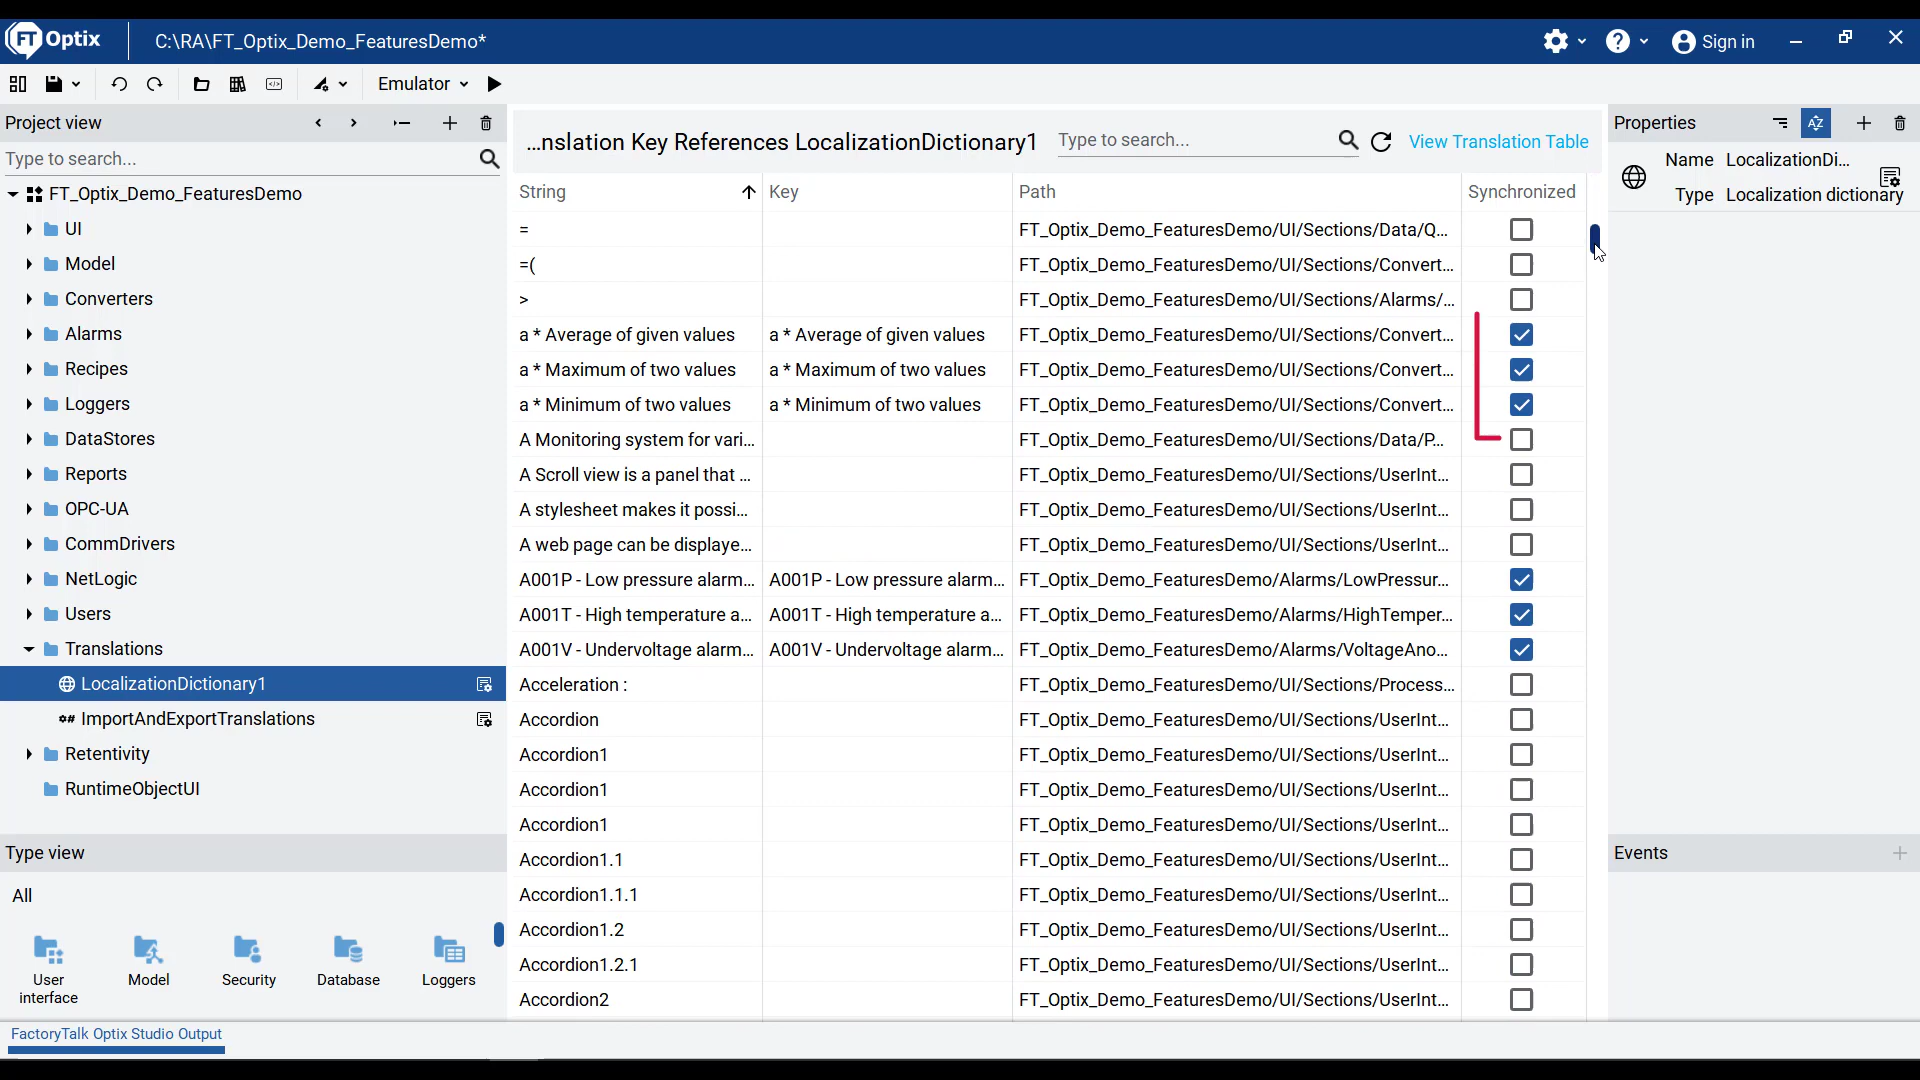 FT Optix
C:\RA\FT_Optix_Demo_FeaturesDemo*
Sign in
Emulator
Project view
Type to search...
FT_Optix_Demo_FeaturesDemo
UI
Model
Converters
Alarms
Recipes
Loggers
DataStores
Reports
OPC-UA
CommDrivers
NetLogic
Users
Translations
LocalizationDictionary1
ImportAndExportTranslations
Retentivity
RuntimeObjectUI
Type view
All
User interface
Model
Security
Database
Loggers
FactoryTalk Optix Studio Output
...nslation Key References LocalizationDictionary1
Type to search...
View Translation Table
String Key Path Synchronized
= FT_Optix_Demo_FeaturesDemo/UI/Sections/Data/Q...
=( FT_Optix_Demo_FeaturesDemo/UI/Sections/Convert...
> FT_Optix_Demo_FeaturesDemo/UI/Sections/Alarms/...
a * Average of given values a * Average of given values FT_Optix_Demo_FeaturesDemo/UI/Sections/Convert...
a * Maximum of two values a * Maximum of two values FT_Optix_Demo_FeaturesDemo/UI/Sections/Convert...
a * Minimum of two values a * Minimum of two values FT_Optix_Demo_FeaturesDemo/UI/Sections/Convert...
A Monitoring system for vari... FT_Optix_Demo_FeaturesDemo/UI/Sections/Data/P...
A Scroll view is a panel that ... FT_Optix_Demo_FeaturesDemo/UI/Sections/UserInt...
A stylesheet makes it possi... FT_Optix_Demo_FeaturesDemo/UI/Sections/UserInt...
A web page can be displaye... FT_Optix_Demo_FeaturesDemo/UI/Sections/UserInt...
A001P - Low pressure alarm... A001P - Low pressure alarm... FT_Optix_Demo_FeaturesDemo/Alarms/LowPressur...
A001T - High temperature a... A001T - High temperature a... FT_Optix_Demo_FeaturesDemo/Alarms/HighTemper...
A001V - Undervoltage alarm... A001V - Undervoltage alarm... FT_Optix_Demo_FeaturesDemo/Alarms/VoltageAno...
Acceleration : FT_Optix_Demo_FeaturesDemo/UI/Sections/Process...
Accordion FT_Optix_Demo_FeaturesDemo/UI/Sections/UserInt...
Accordion1 FT_Optix_Demo_FeaturesDemo/UI/Sections/UserInt...
Accordion1 FT_Optix_Demo_FeaturesDemo/UI/Sections/UserInt...
Accordion1 FT_Optix_Demo_FeaturesDemo/UI/Sections/UserInt...
Accordion1.1 FT_Optix_Demo_FeaturesDemo/UI/Sections/UserInt...
Accordion1.1.1 FT_Optix_Demo_FeaturesDemo/UI/Sections/UserInt...
Accordion1.2 FT_Optix_Demo_FeaturesDemo/UI/Sections/UserInt...
Accordion1.2.1 FT_Optix_Demo_FeaturesDemo/UI/Sections/UserInt...
Accordion2 FT_Optix_Demo_FeaturesDemo/UI/Sections/UserInt...
Properties
Name LocalizationDi...
Type Localization dictionary
Events